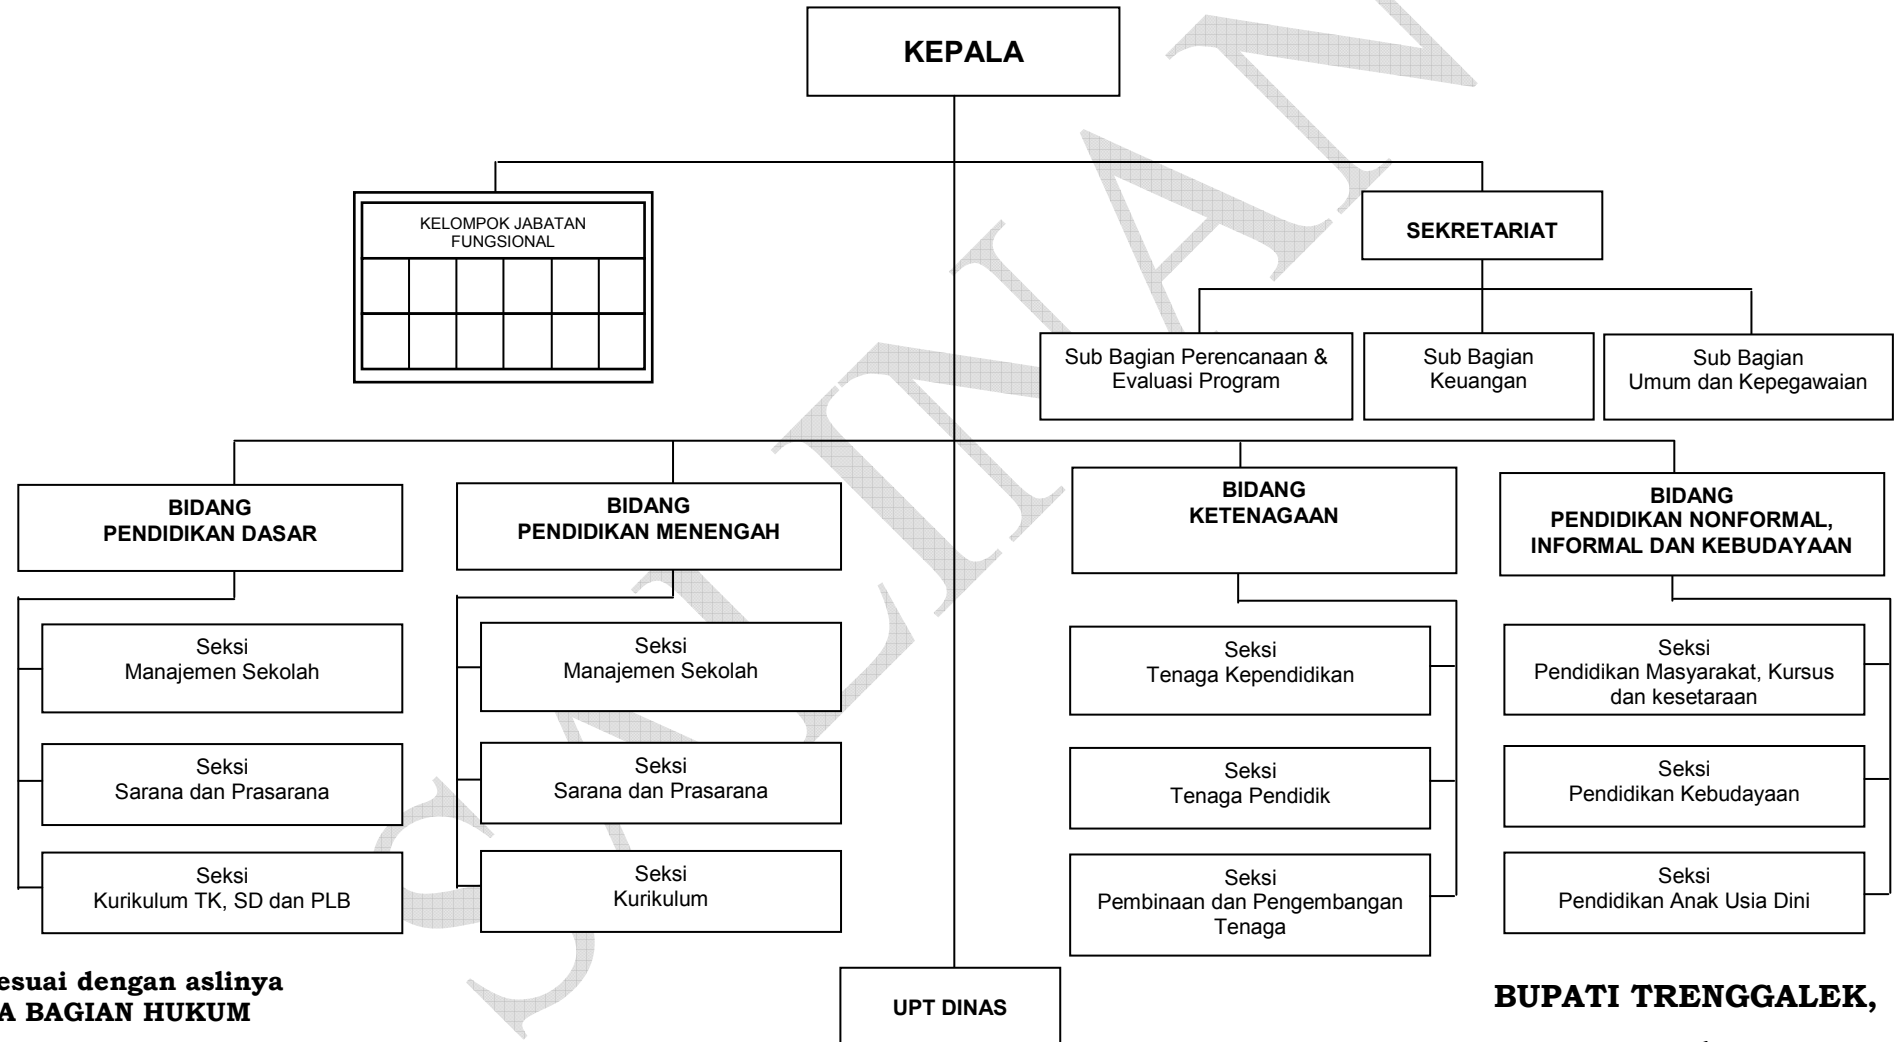 KEPALA
KELOMPOK JABATAN
FUNGSIONAL
SEKRETARIAT
Sub Bagian Perencanaan &
Evaluasi Program
Sub Bagian
Keuangan
Sub Bagian
Umum dan Kepegawaian
BIDANG
PENDIDIKAN DASAR
BIDANG
PENDIDIKAN MENENGAH
BIDANG
KETENAGAAN
BIDANG
PENDIDIKAN NONFORMAL,
INFORMAL DAN KEBUDAYAAN
Seksi
Manajemen Sekolah
Seksi
Sarana dan Prasarana
Seksi
Kurikulum TK, SD dan PLB
Seksi
Manajemen Sekolah
Seksi
Sarana dan Prasarana
Seksi
Kurikulum
Seksi
Tenaga Kependidikan
Seksi
Tenaga Pendidik
Seksi
Pembinaan dan Pengembangan
Tenaga
Seksi
Pendidikan Masyarakat, Kursus
dan kesetaraan
Seksi
Pendidikan Kebudayaan
Seksi
Pendidikan Anak Usia Dini
UPT DINAS
esuai dengan aslinya
A BAGIAN HUKUM
BUPATI TRENGGALEK,
SALINAN